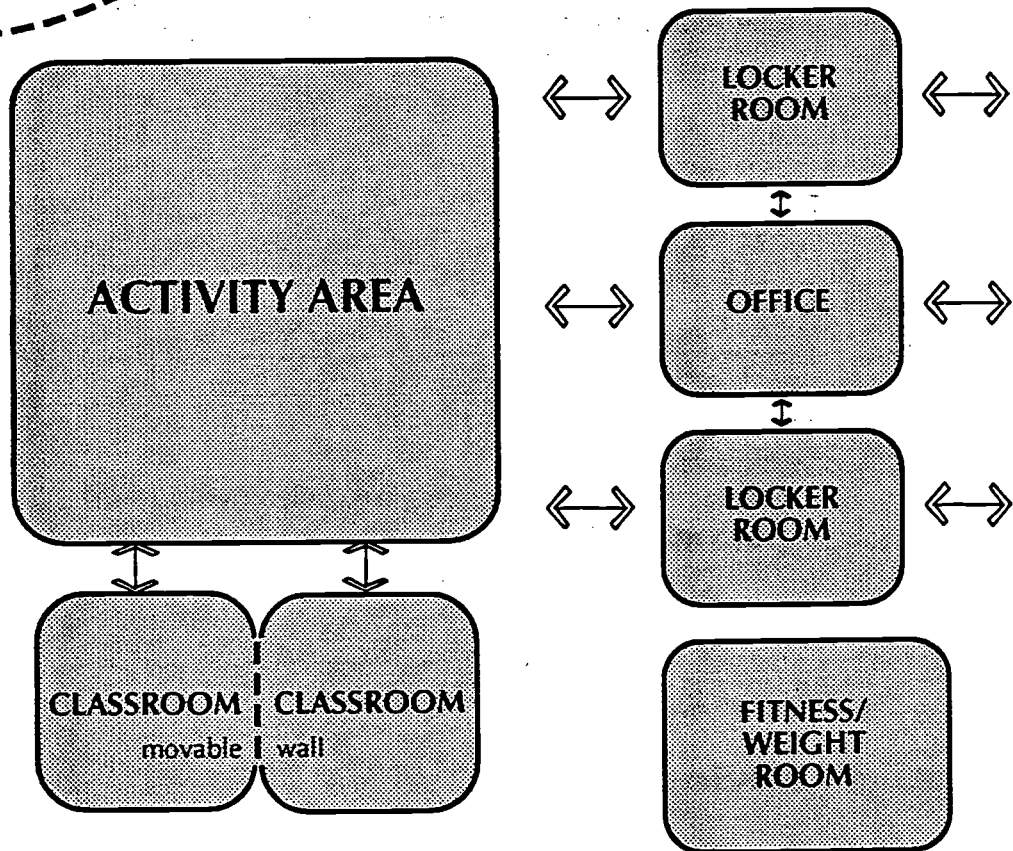 LOCKER
ROOM
ACTIVITY AREA
OFFICE
LOCKER
ROOM
CLASSROOM
CLASSROOM
movable
wall
FITNESS/
WEIGHT
ROOM